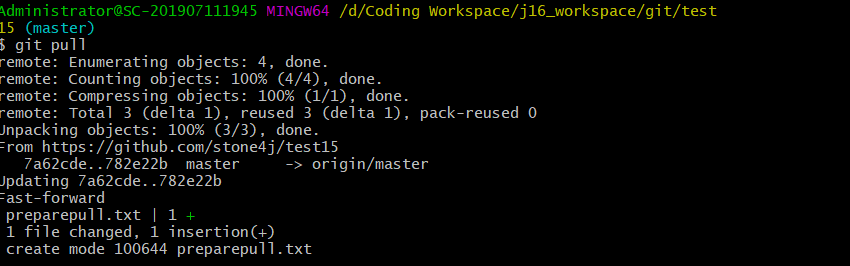 Administrator@SC-201907111945 MINGW64 /d/Coding Workspace/j16_workspace/git/test
15 (master)
$ git pull
remote: Enumerating objects: 4, done.
remote: Counting objects: 100% (4/4), done.
remote: Compressing objects: 100% (1/1), done.
remote: Total 3 (delta 1), reused 3 (delta 1), pack-reused 0
Unpacking objects: 100% (3/3), done.
From https://github.com/stone4j/test15
   7a62cde..782e22b  master     -> origin/master
Updating 7a62cde..782e22b
Fast-forward
 preparepull.txt | 1 +
 1 file changed, 1 insertion(+)
 create mode 100644 preparepull.txt